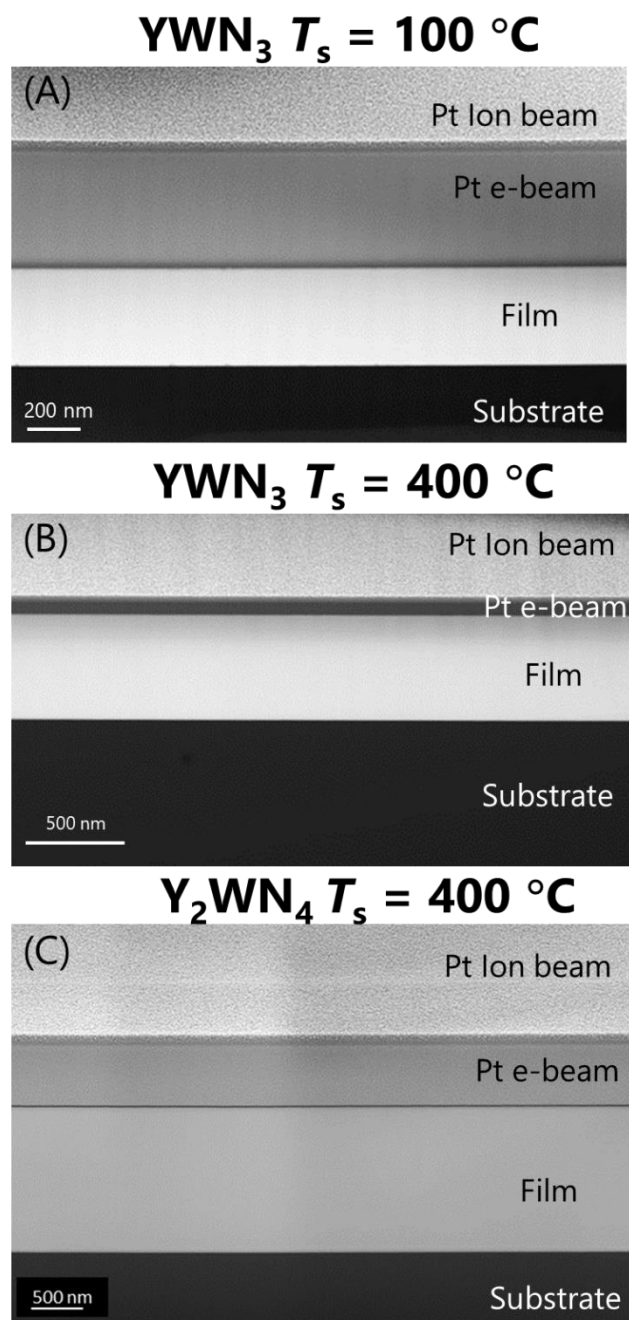 YWN₃ Tₛ = 100 °C
(A)
Pt Ion beam
Pt e-beam
Film
Substrate
200 nm
YWN₃ Tₛ = 400 °C
(B)
Pt Ion beam
Pt e-beam
Film
Substrate
500 nm
Y₂WN₄ Tₛ = 400 °C
(C)
Pt Ion beam
Pt e-beam
Film
Substrate
500 nm